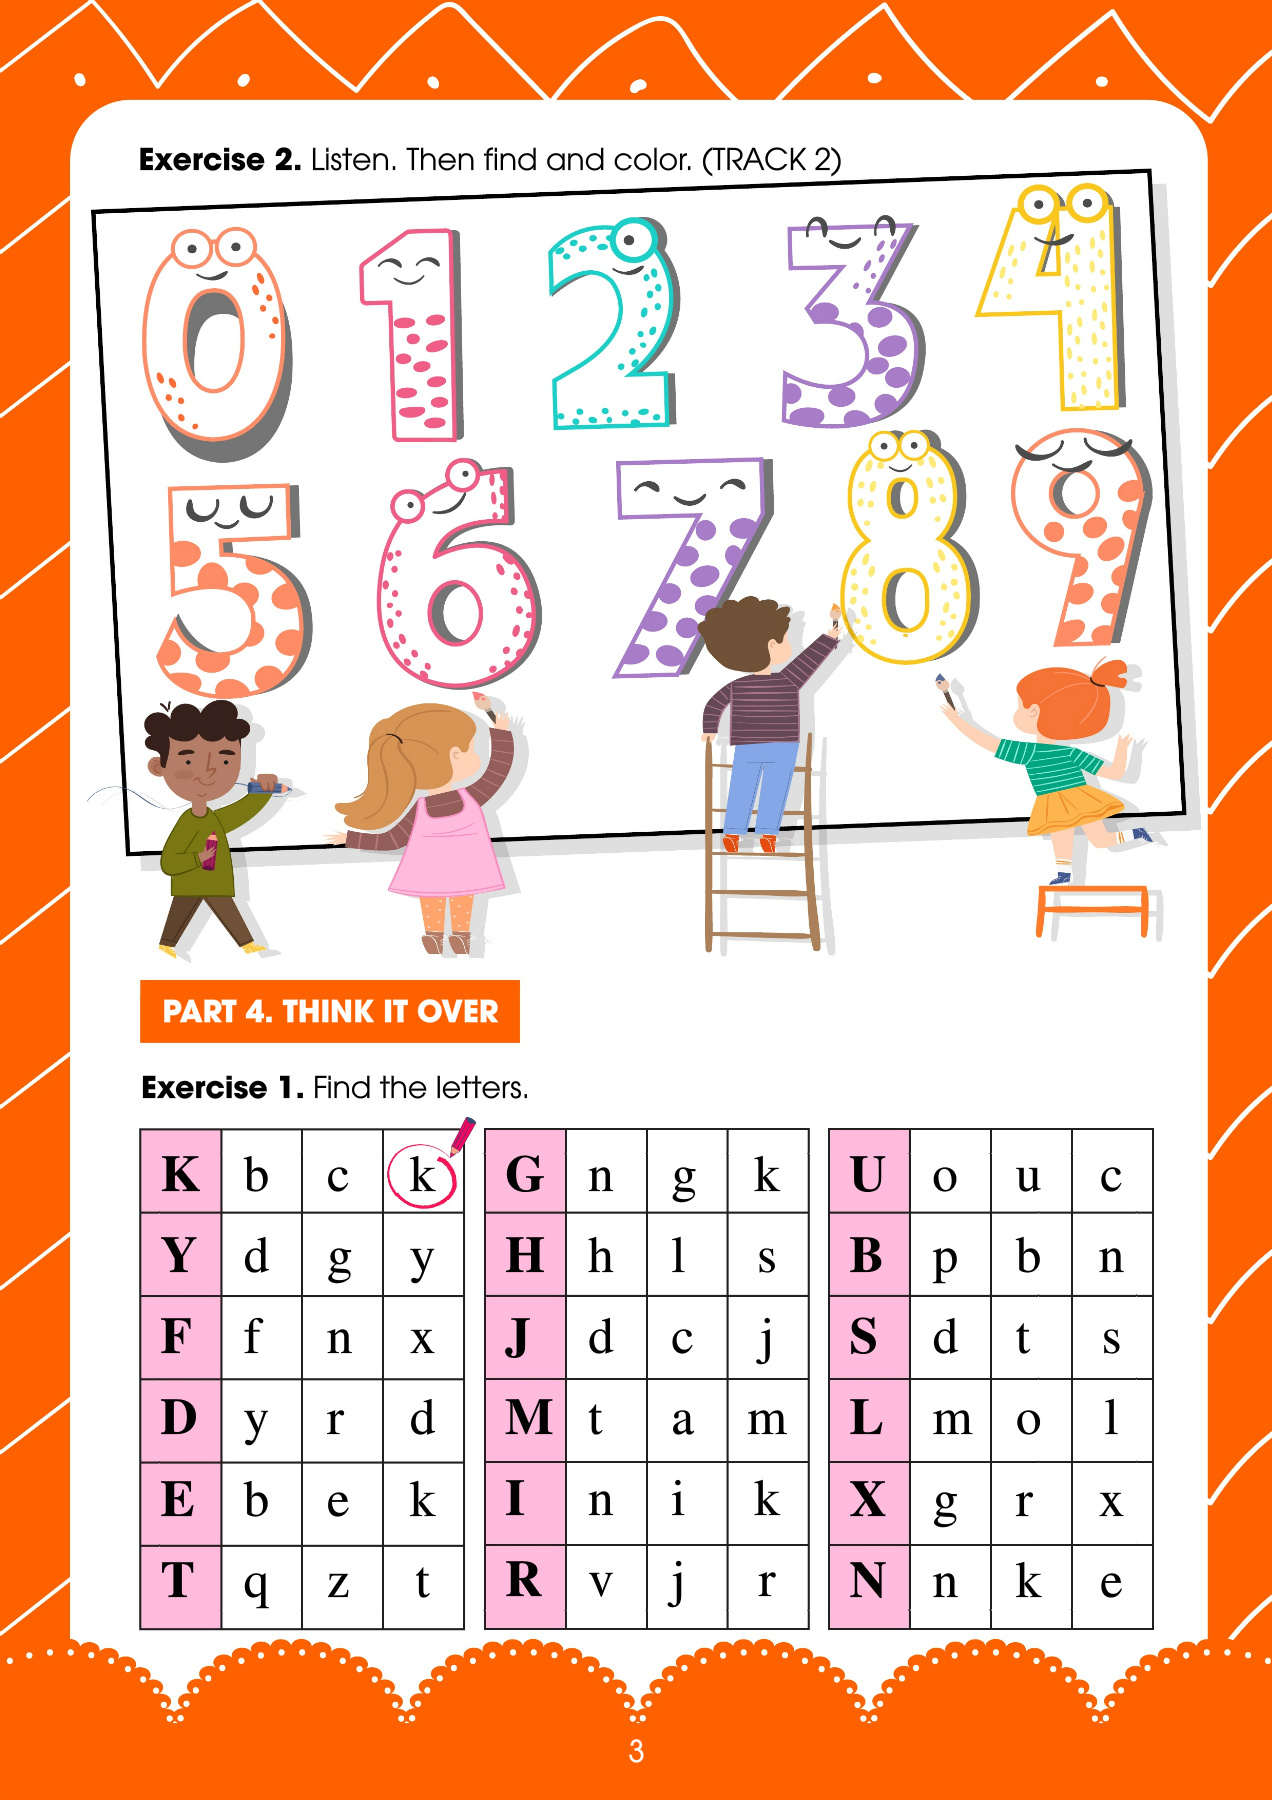 Exercise 2. Listen. Then find and color. (TRACK 2)
0 1 2 3 4
5 6 7 8 9
PART 4. THINK IT OVER
Exercise 1. Find the letters.
K b c k G n g k U o u c
Y d g y H h l s B p b n
F f n x J d c j S d t s
D y r d M t a m L m o l
E b e k I n i k X g r x
T q z t R v j r N n k e
3